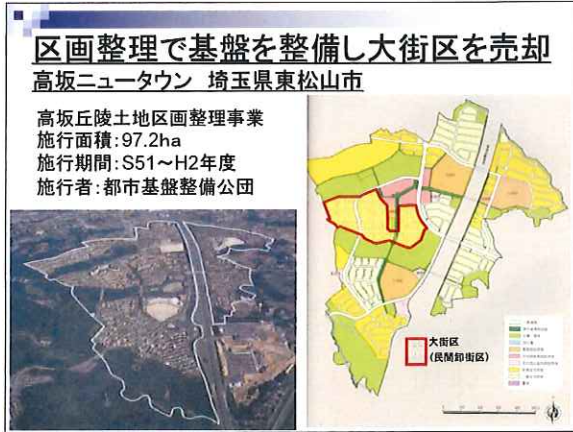 区画整理で基盤を整備し大街区を売却
高坂ニュータウン 埼玉県東松山市
高坂丘陵土地区画整理事業
施行面積:97.2ha
施行期間:S51~H2年度
施行者:都市基盤整備公団
大街区
(民間卸街区)